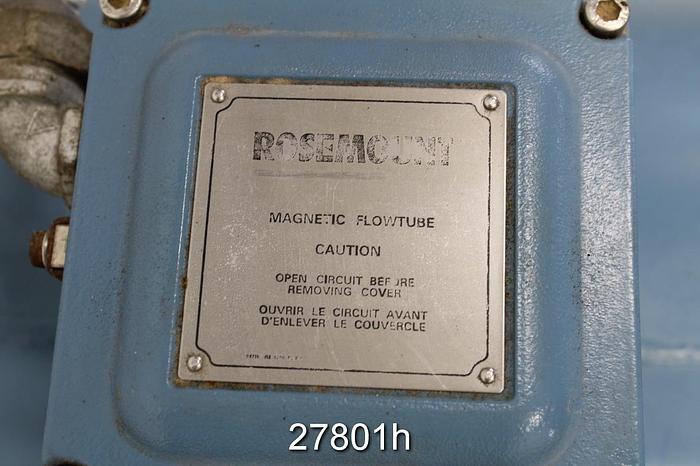 ROSEMOUNT
MAGNETIC FLOWTUBE
CAUTION
OPEN CIRCUIT BEFORE
REMOVING COVER
OUVRIR LE CIRCUIT AVANT
D'ENLEVER LE COUVERCLE
27801h